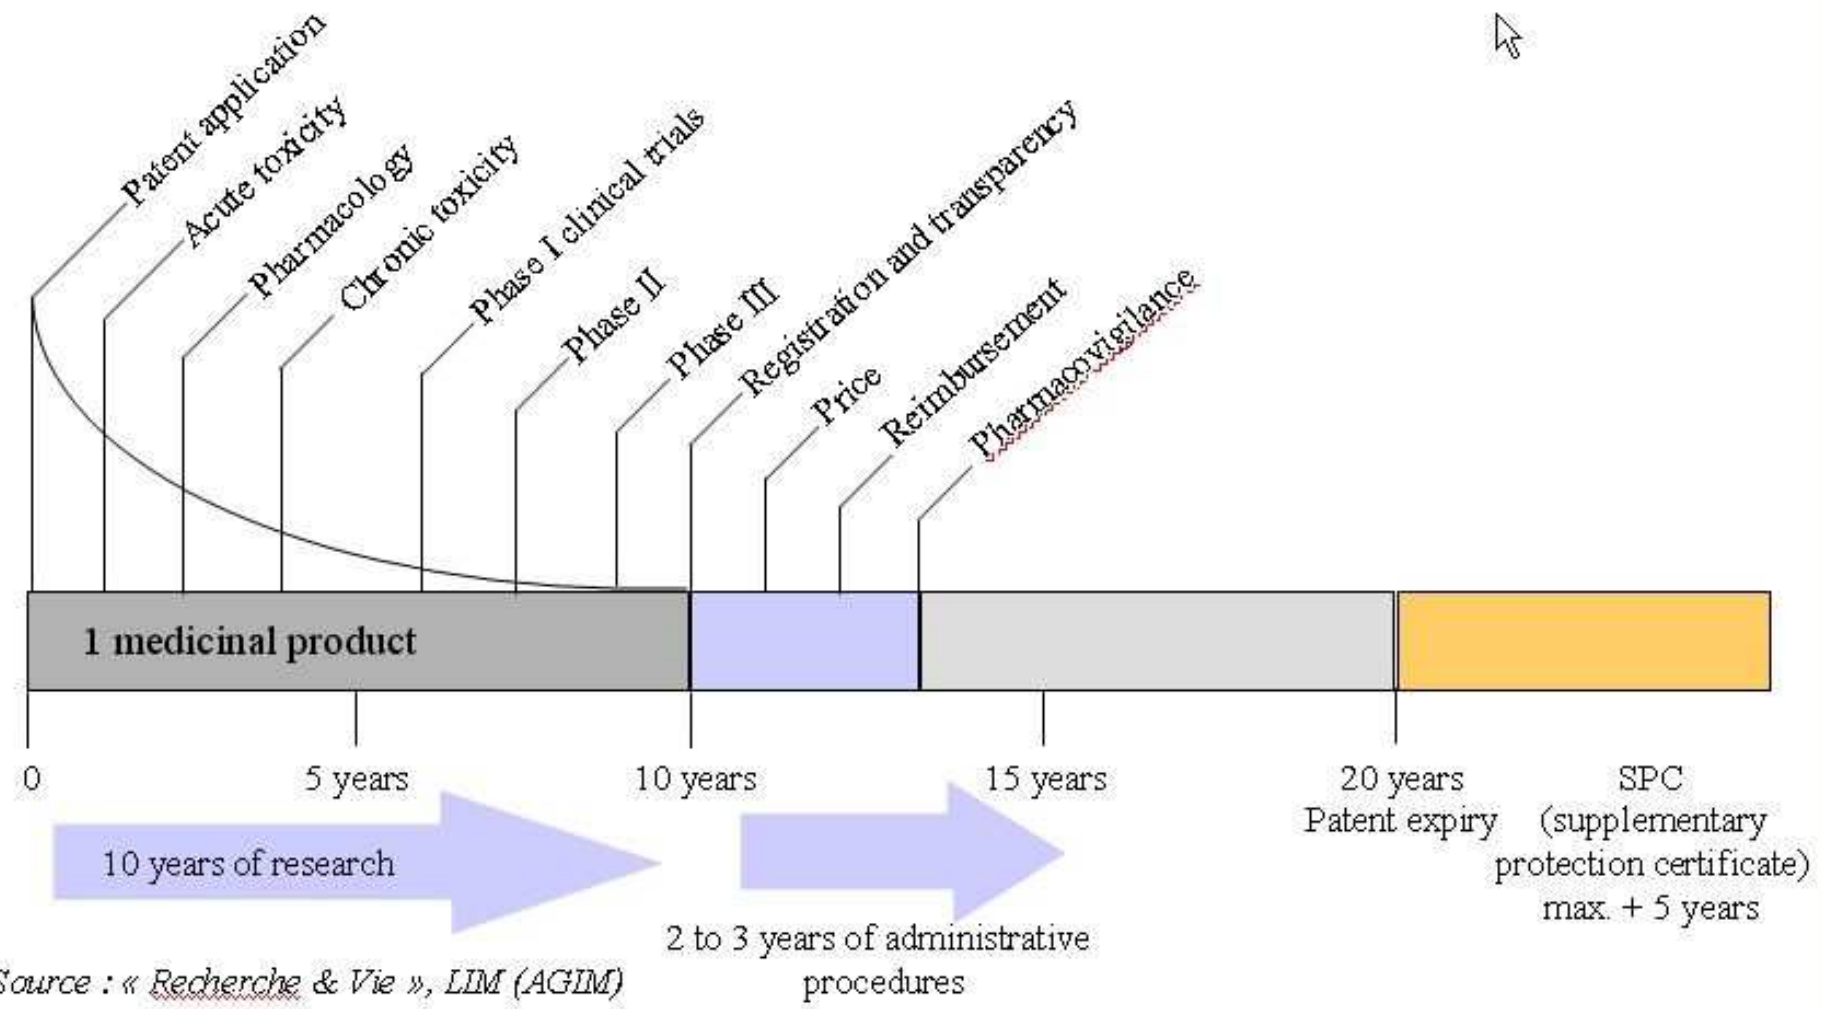 Patent application
Acute toxicity
Pharmacology
Chronic toxicity
Phase I clinical trials
Phase II
Phase III
Registration and transparency
Price
Reimbursement
Pharmacovigilance
1 medicinal product
0
5 years
10 years
15 years
20 years
Patent expiry
SPC
(supplementary
protection certificate)
max. + 5 years
10 years of research
2 to 3 years of administrative
procedures
Source : « Recherche & Vie », LIM (AGIM)